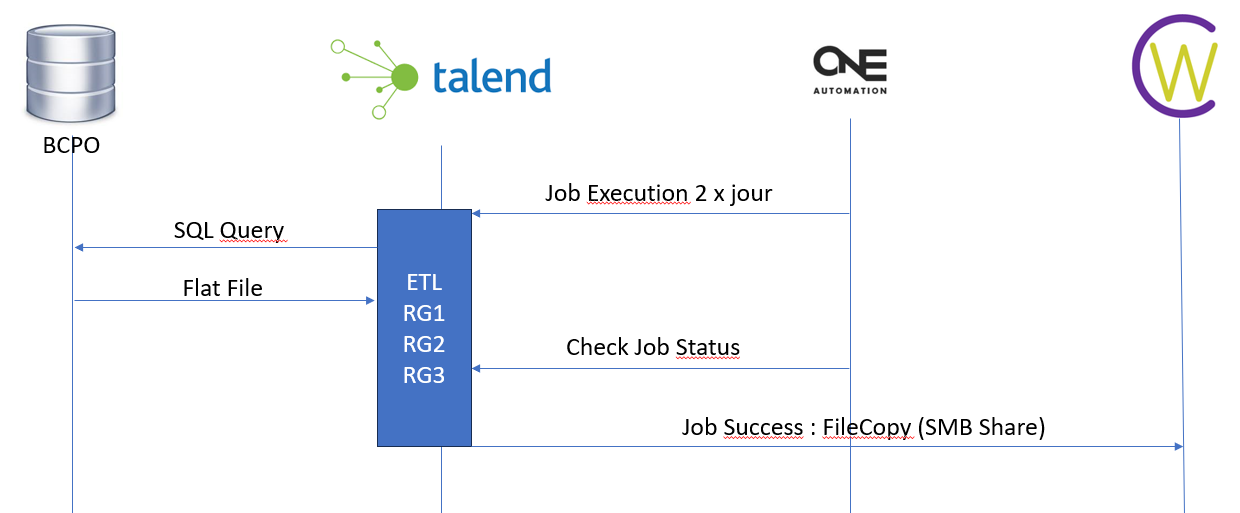 talend
ONE
AUTOMATION
CW
BCPO
Job Execution 2 x jour
SQL Query
Flat File
ETL
RG1
RG2
RG3
Check Job Status
Job Success : FileCopy (SMB Share)